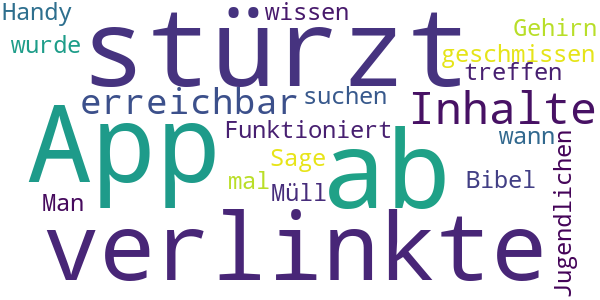 Handy
stürzt
wissen
Gehirn
wurde
geschmissen
treffen
erreichbar
suchen
Inhalte
App
Funktioniert
ab
wann
Sage
mal
Müll
Bibel
Jugendlichen
Man
verlinkte